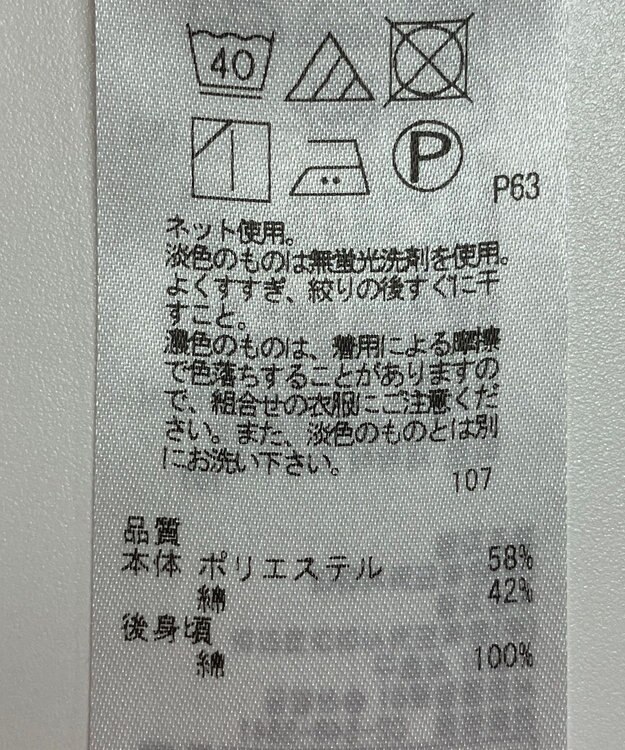 40
P
P63
ネット使用。
淡色のものは無蛍光洗剤を使用。
よくすすぎ、絞りの後すぐに干
すこと。
濃色のものは、着用による摩擦
で色落ちすることがありますの
で、組合せの衣服にご注意くだ
さい。また、淡色のものとは別
にお洗い下さい。
107
品質
本体 ポリエステル 58%
綿 42%
後身頃
綿 100%